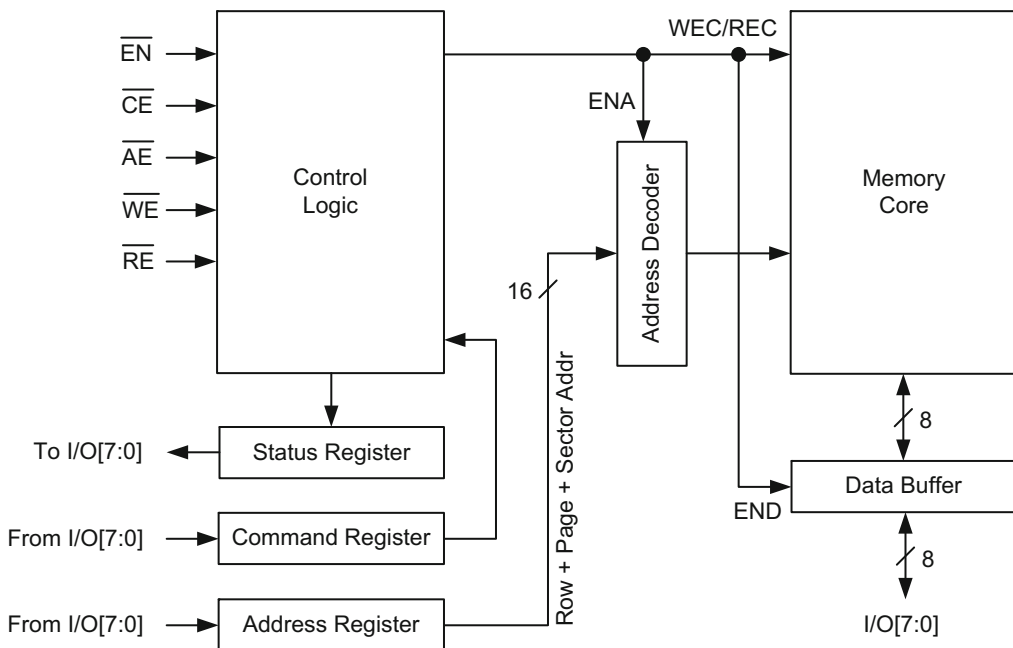 WEC/REC
EN
CE
AE
WE
RE
ENA
Control
Logic
Address Decoder
Memory
Core
16
Row + Page + Sector Addr
8
To I/O[7:0]
Status Register
Data Buffer
END
From I/O[7:0]
Command Register
8
From I/O[7:0]
Address Register
I/O[7:0]